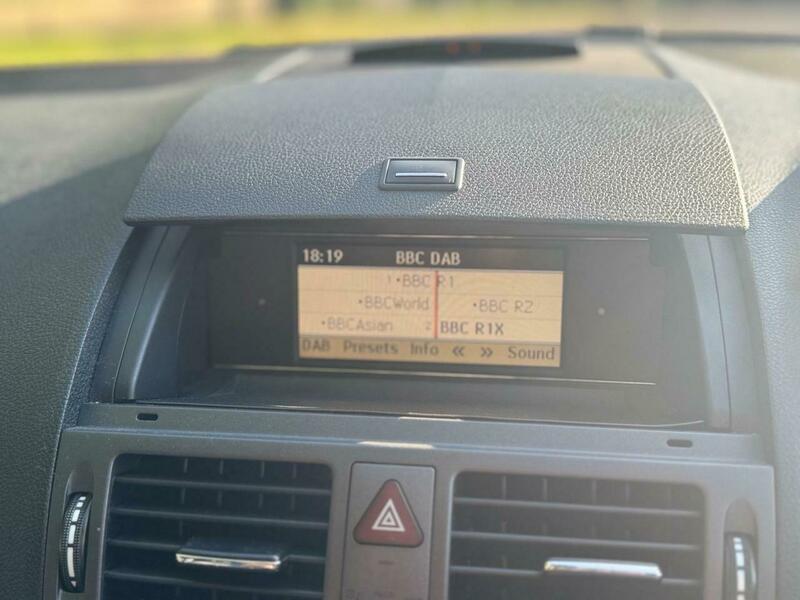 18:19 BBC DAB
1 •BBC R1
•BBCWorld •BBC R2
•BBCAsian 2 BBC R1X
DAB Presets Info « » Sound